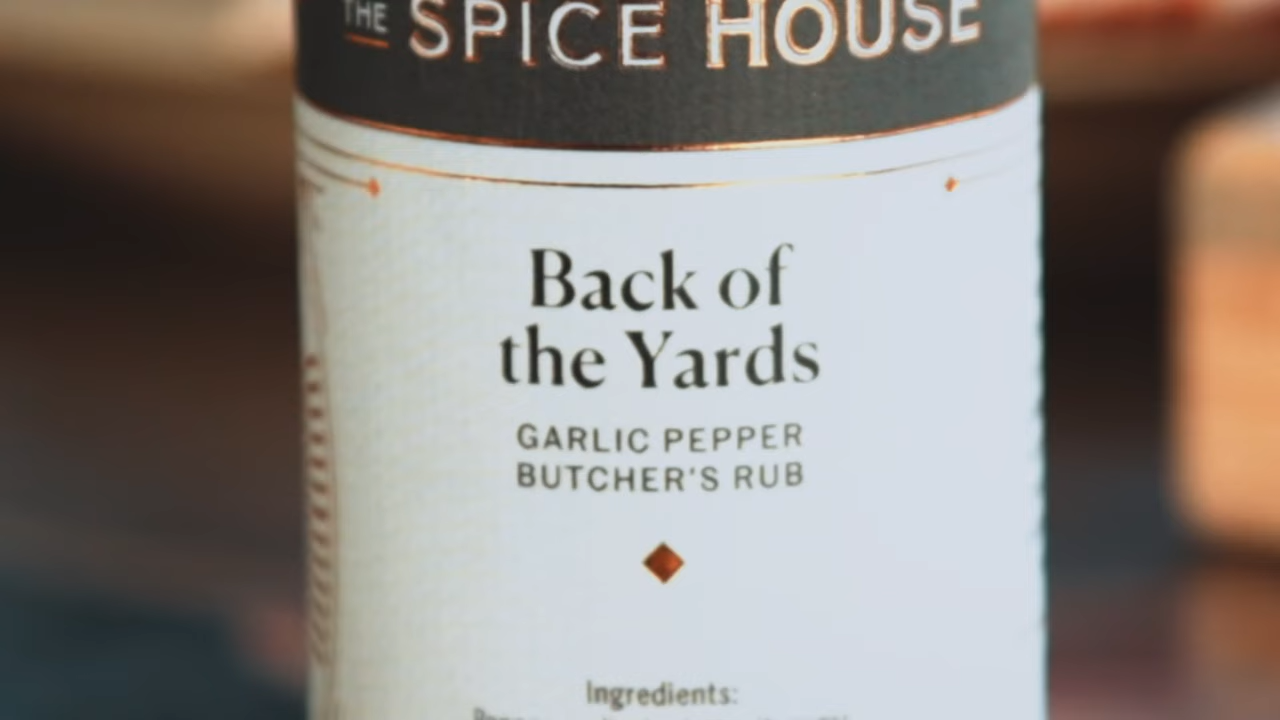 THE SPICE HOUSE
Back of
the Yards
GARLIC PEPPER
BUTCHER'S RUB
Ingredients: